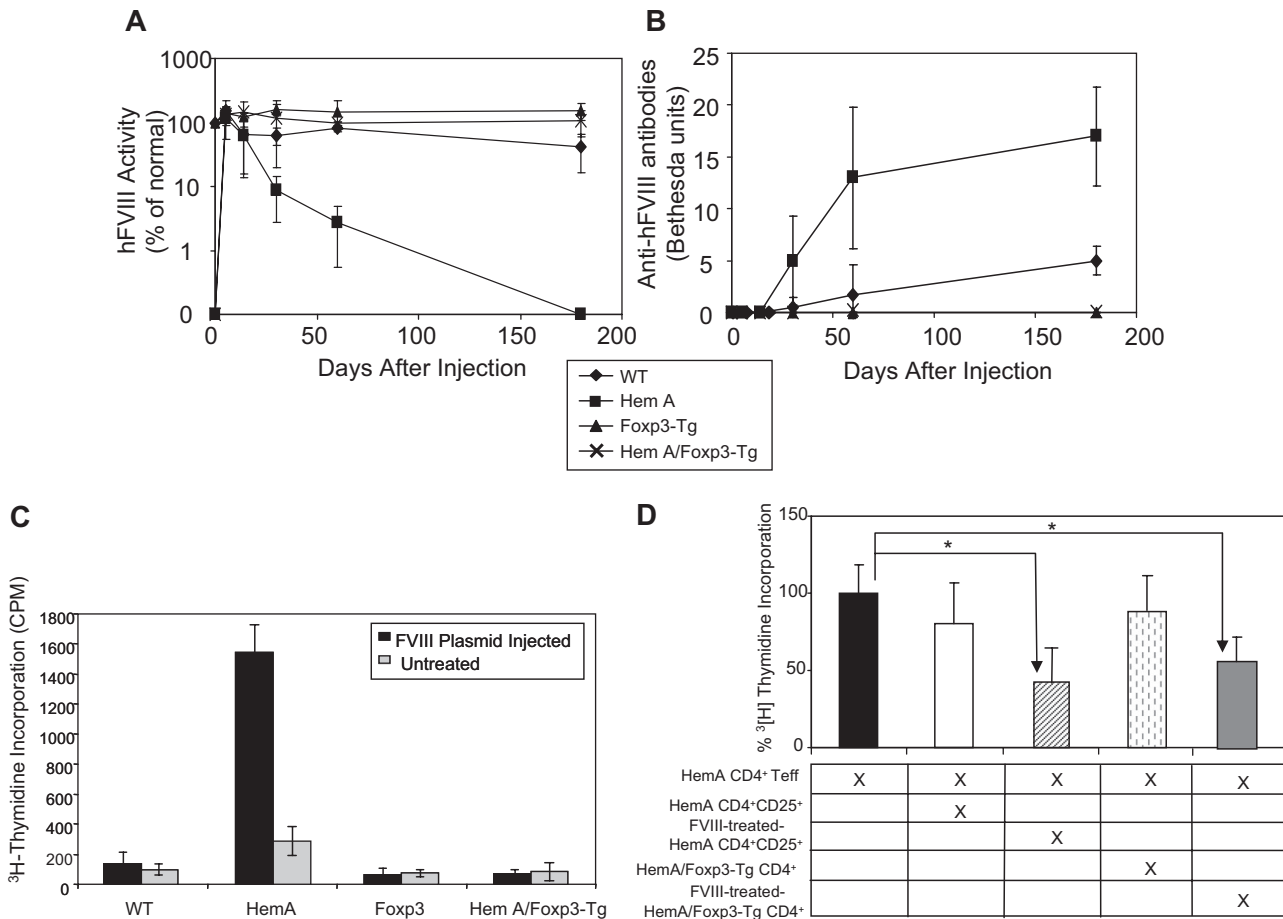 A
hFVIII Activity
(% of normal)
1000
100
10
1
0
0 50 100 150 200
Days After Injection
B
Anti-hFVIII antibodies
(Bethesda units)
25
20
15
10
5
0
0 50 100 150 200
Days After Injection
WT
Hem A
Foxp3-Tg
Hem A/Foxp3-Tg
C
³H-Thymidine Incorporation (CPM)
1800
1600
1400
1200
1000
800
600
400
200
0
FVIII Plasmid Injected
Untreated
WT HemA Foxp3 Hem A/Foxp3-Tg
D
% ³[H] Thymidine Incorporation
150
100
50
0
*
*
HemA CD4⁺ Teff X X X X X
HemA CD4⁺CD25⁺ X
FVIII-treated-
HemA CD4⁺CD25⁺ X
HemA/Foxp3-Tg CD4⁺ X
FVIII-treated-
HemA/Foxp3-Tg CD4⁺ X